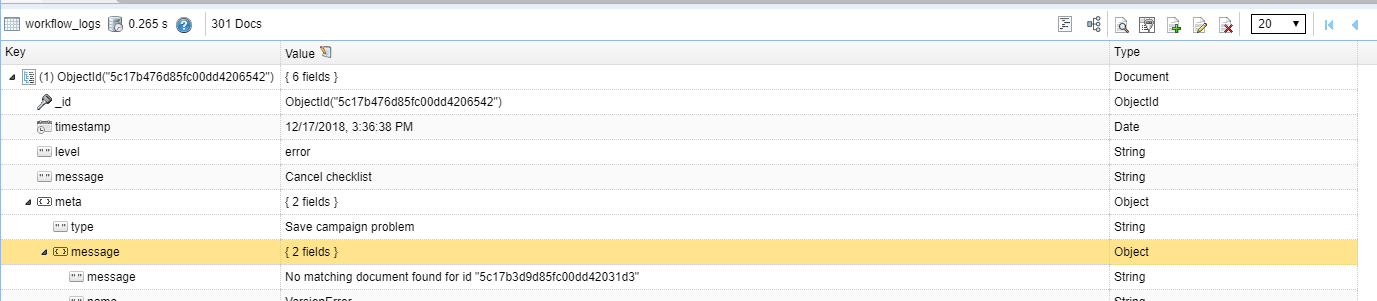 workflow_logs 0.265 s ? 301 Docs 20
Key Value Type
(1) ObjectId("5c17b476d85fc00dd4206542") { 6 fields } Document
_id ObjectId("5c17b476d85fc00dd4206542") ObjectId
timestamp 12/17/2018, 3:36:38 PM Date
level error String
message Cancel checklist String
meta { 2 fields } Object
type Save campaign problem String
message { 2 fields } Object
message No matching document found for id "5c17b3d9d85fc00dd42031d3" String
name VersionError String